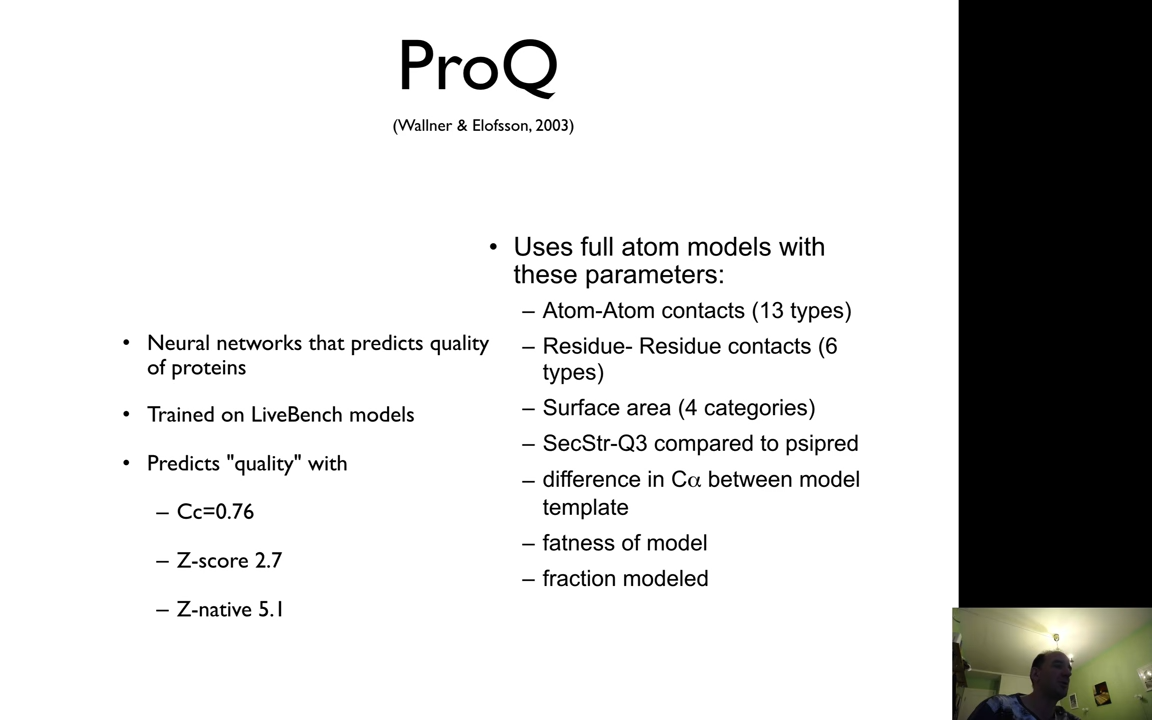 ProQ
(Wallner & Elofsson, 2003)
• Neural networks that predicts quality
of proteins
• Trained on LiveBench models
• Predicts "quality" with
– Cc=0.76
– Z-score 2.7
– Z-native 5.1
• Uses full atom models with
these parameters:
– Atom-Atom contacts (13 types)
– Residue- Residue contacts (6
types)
– Surface area (4 categories)
– SecStr-Q3 compared to psipred
– difference in Cα between model
template
– fatness of model
– fraction modeled